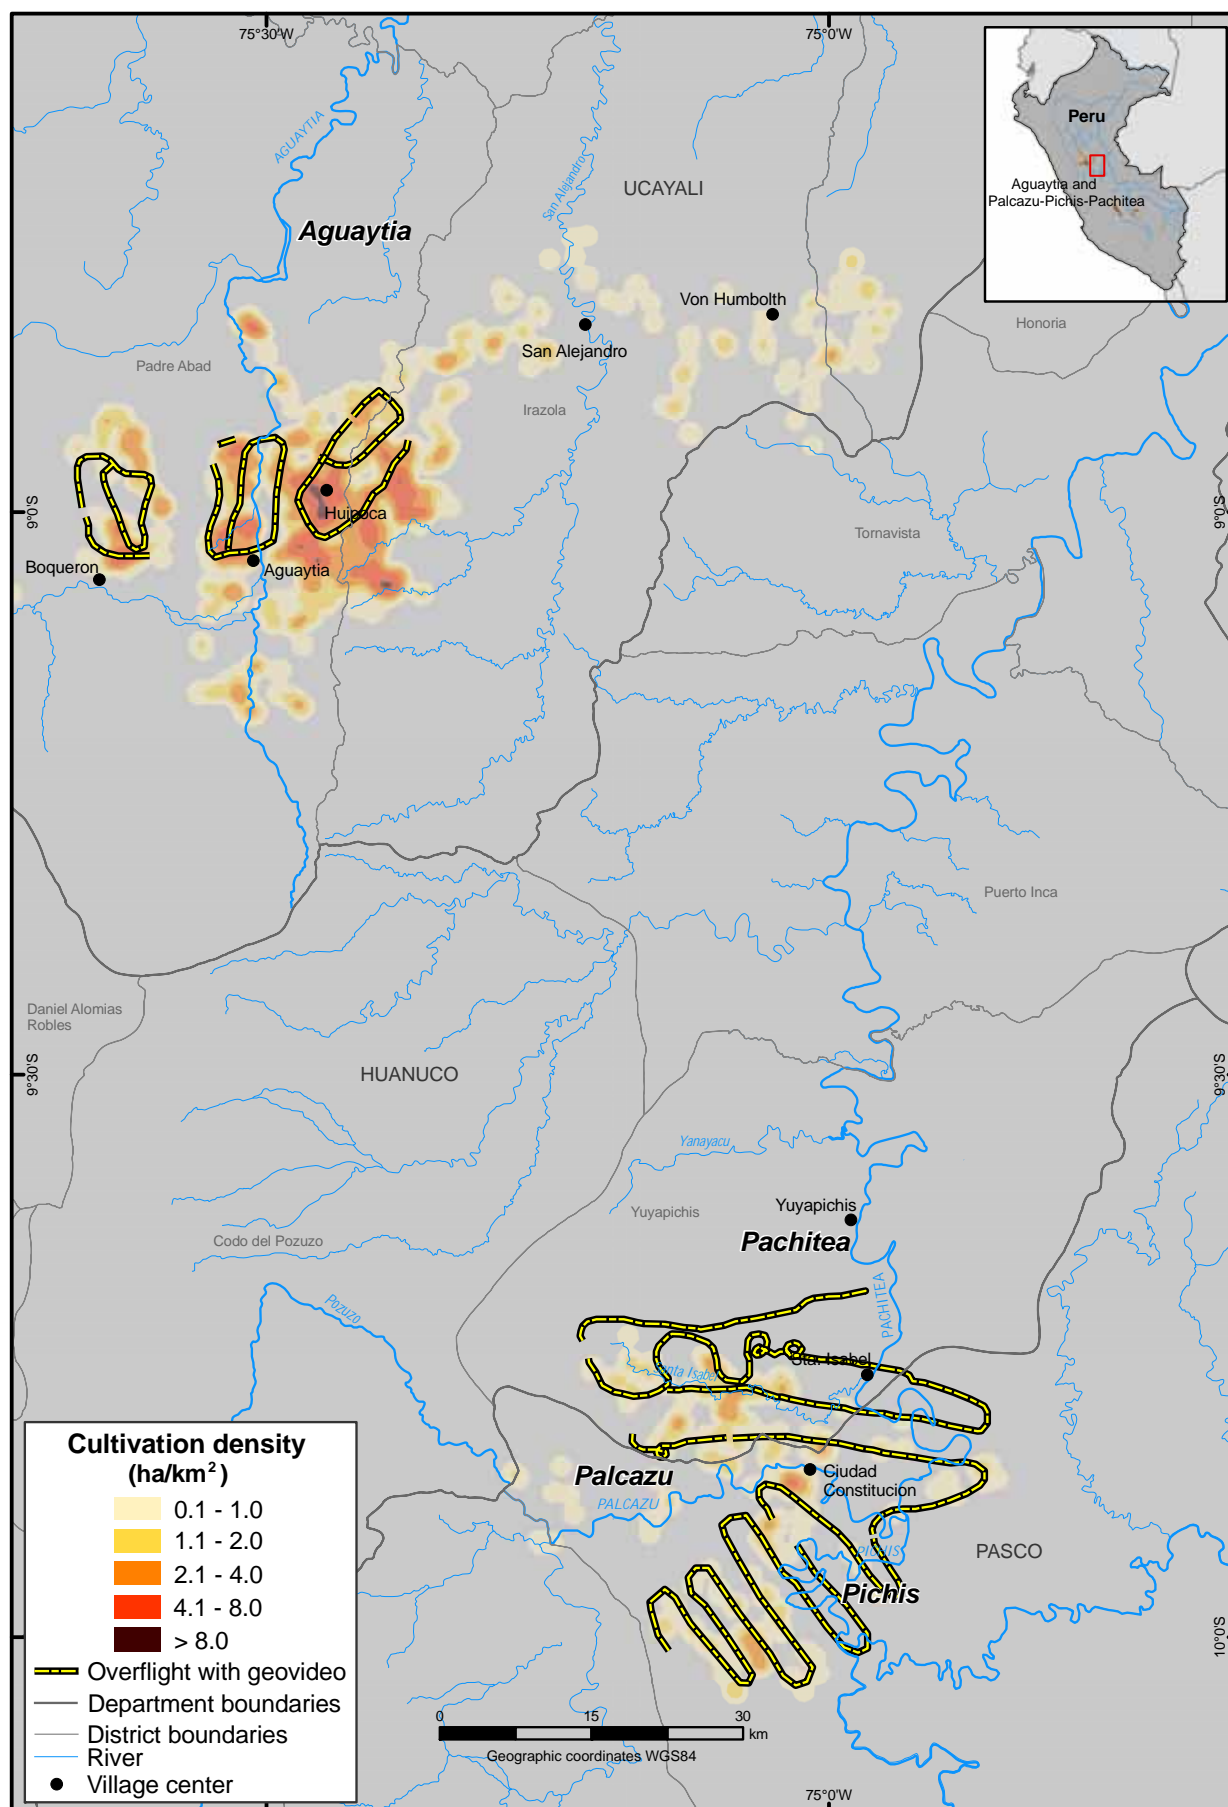 75°30'W
75°0'W
Peru
Aguaytia and
Palcazu-Pichis-Pachitea
AGUAYTIA
San Alejandro
UCAYALI
Aguaytia
Von Humbolth
San Alejandro
Honoria
Padre Abad
Irazola
9°0'S
9°0'S
Huipoca
Tornavista
Boqueron
Aguaytia
Puerto Inca
Daniel Alomias
Robles
HUANUCO
9°30'S
9°30'S
Yanayacu
Yuyapichis
Yuyapichis
Codo del Pozuzo
Pachitea
Pozuzo
PACHITEA
Sta. Isabel
Santa Isabel
Palcazu
Ciudad
Constitucion
PALCAZU
PICHIS
PASCO
Pichis
10°0'S
Cultivation density
(ha/km²)
0.1 - 1.0
1.1 - 2.0
2.1 - 4.0
4.1 - 8.0
> 8.0
Overflight with geovideo
Department boundaries
District boundaries
River
Village center
0 15 30
km
Geographic coordinates WGS84
75°0'W